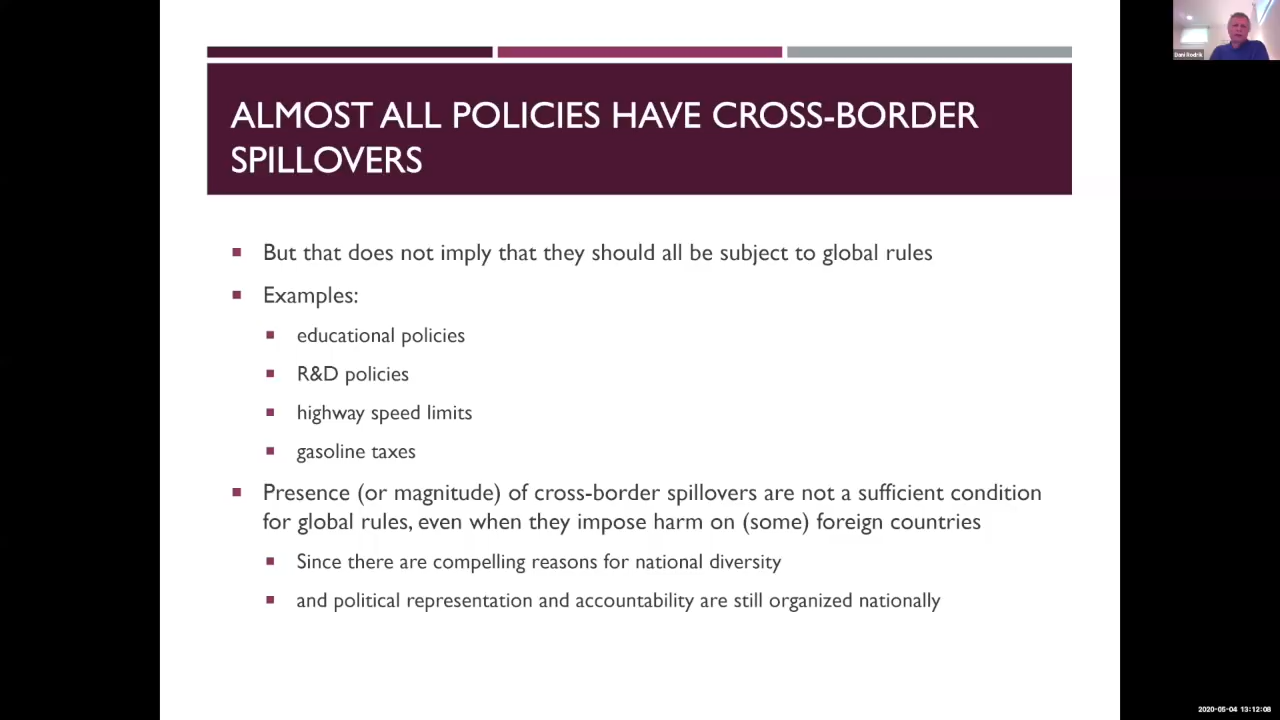 ALMOST ALL POLICIES HAVE CROSS-BORDER
SPILLOVERS
But that does not imply that they should all be subject to global rules
Examples:
educational policies
R&D policies
highway speed limits
gasoline taxes
Presence (or magnitude) of cross-border spillovers are not a sufficient condition
for global rules, even when they impose harm on (some) foreign countries
Since there are compelling reasons for national diversity
and political representation and accountability are still organized nationally
Dani Rodrik
2020-05-04 13:12:08